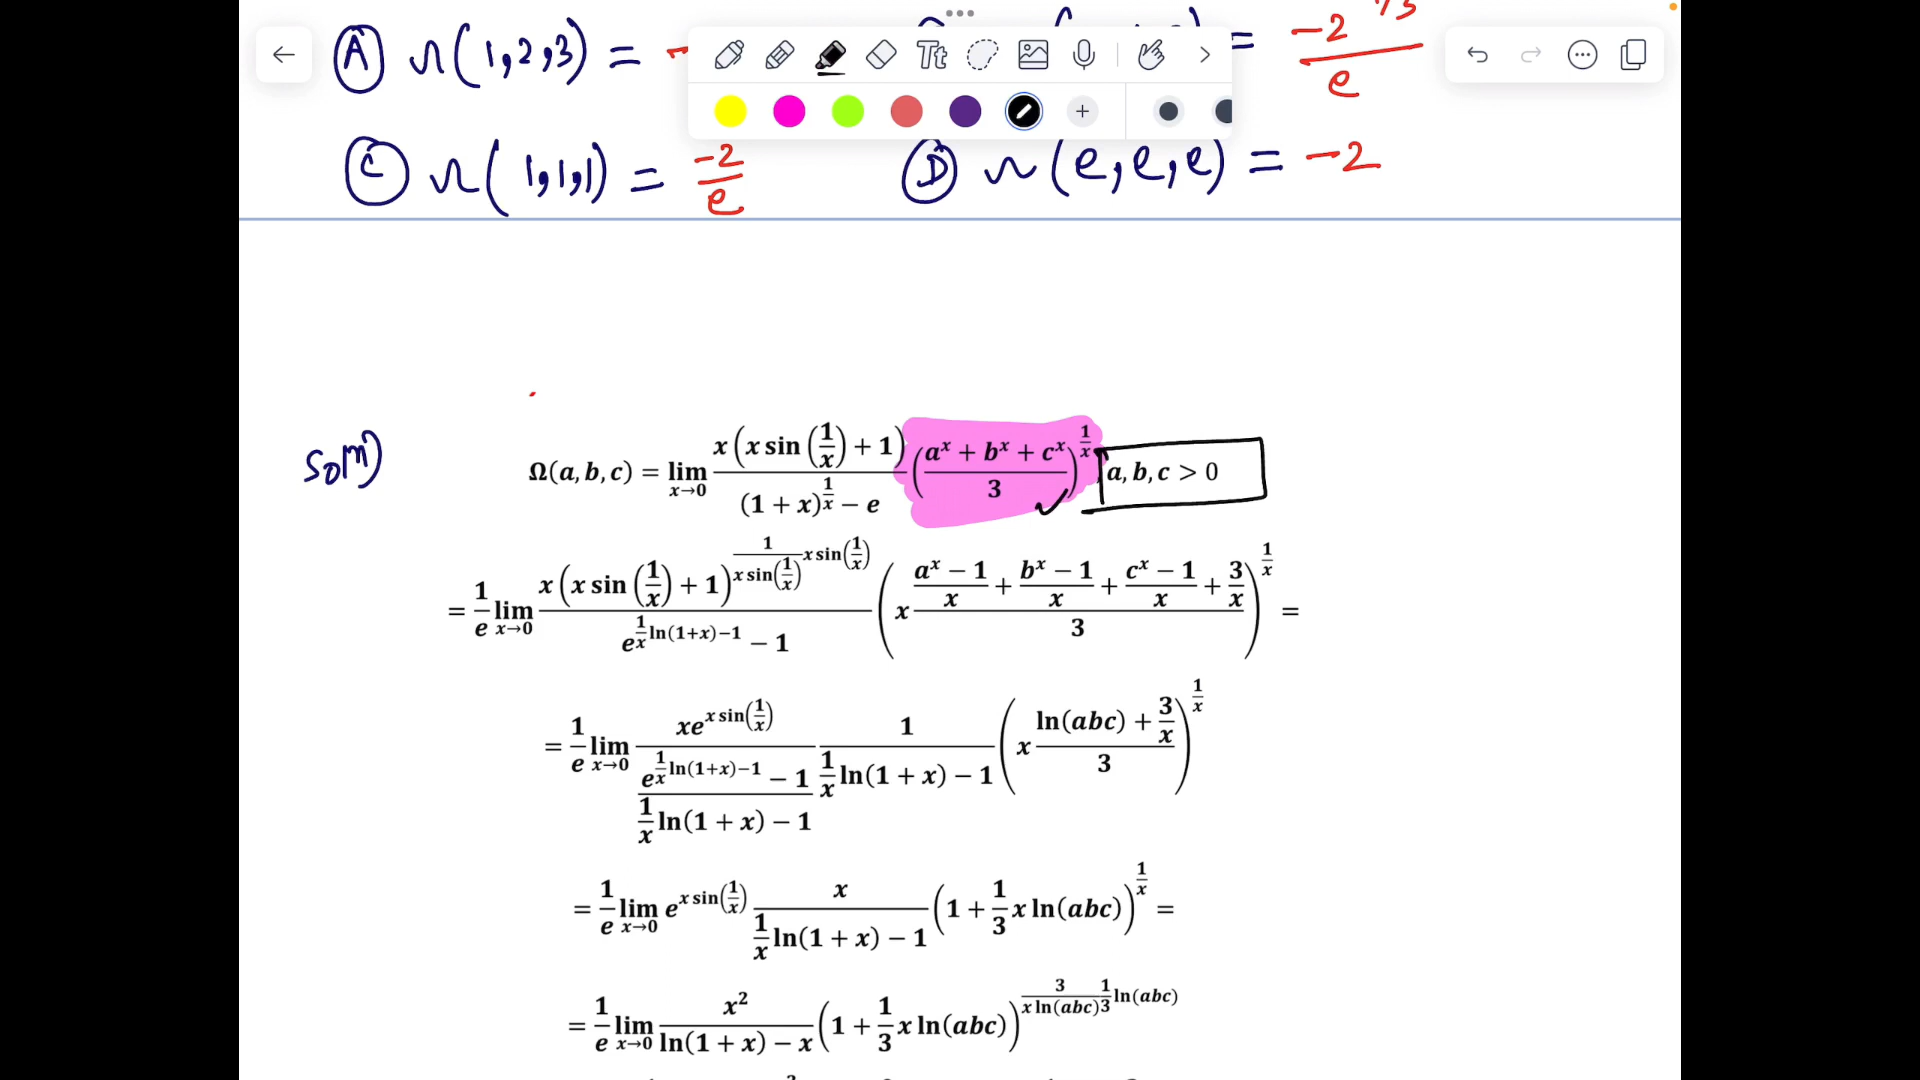 Ⓐ Ω(1,2,3) = -
= -2 1/3 / e
Tt
Ⓒ Ω(1,1,1) = -2/e
Ⓓ Ω(e,e,e) = -2
Soln)
Ω(a, b, c) = lim_{x→0} x(x sin(1/x) + 1) / ((1 + x)^{1/x} − e) ((a^x + b^x + c^x)/3)^{1/x}, a, b, c > 0
= 1/e lim_{x→0} x(x sin(1/x) + 1)^{1/(x sin(1/x)) x sin(1/x)} / (e^{1/x ln(1+x)−1} − 1) (x ((a^x − 1)/x + (b^x − 1)/x + (c^x − 1)/x + 3/x)/3)^{1/x} =
= 1/e lim_{x→0} xe^{x sin(1/x)} / ((e^{1/x ln(1+x)−1} − 1)/(1/x ln(1 + x) − 1)) 1/(1/x ln(1 + x) − 1) (x (ln(abc) + 3/x)/3)^{1/x}
= 1/e lim_{x→0} e^{x sin(1/x)} x/(1/x ln(1 + x) − 1) (1 + 1/3 x ln(abc))^{1/x} =
= 1/e lim_{x→0} x²/(ln(1 + x) − x) (1 + 1/3 x ln(abc))^{3/(x ln(abc)) 1/3 ln(abc)}